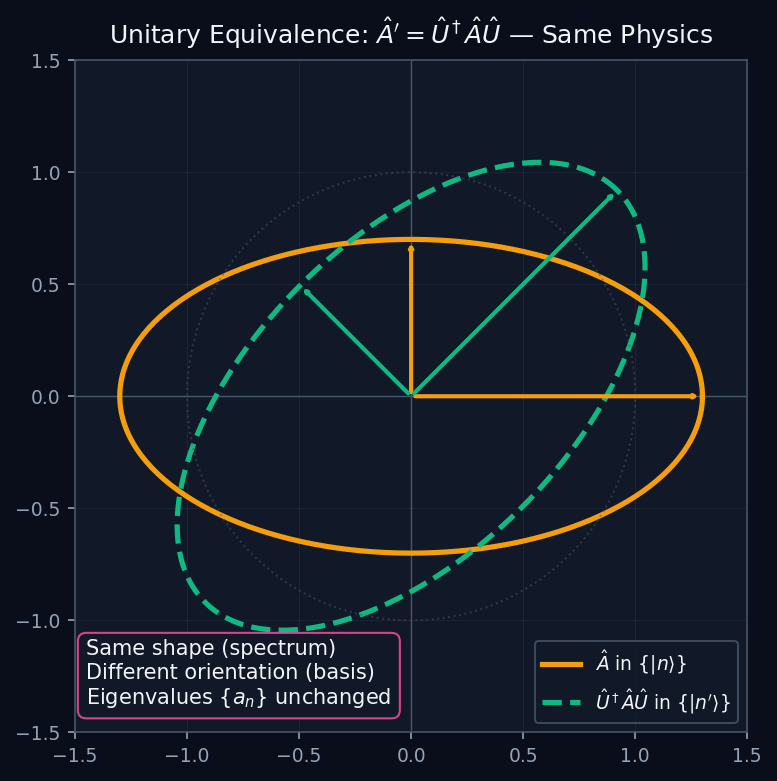 Unitary Equivalence: Â′ = Û†ÂÛ — Same Physics
1.5
1.0
0.5
0.0
−0.5
−1.0
−1.5
Same shape (spectrum)
Different orientation (basis)
Eigenvalues {aₙ} unchanged
Â in {|n⟩}
Û†ÂÛ in {|n′⟩}
−1.5 −1.0 −0.5 0.0 0.5 1.0 1.5